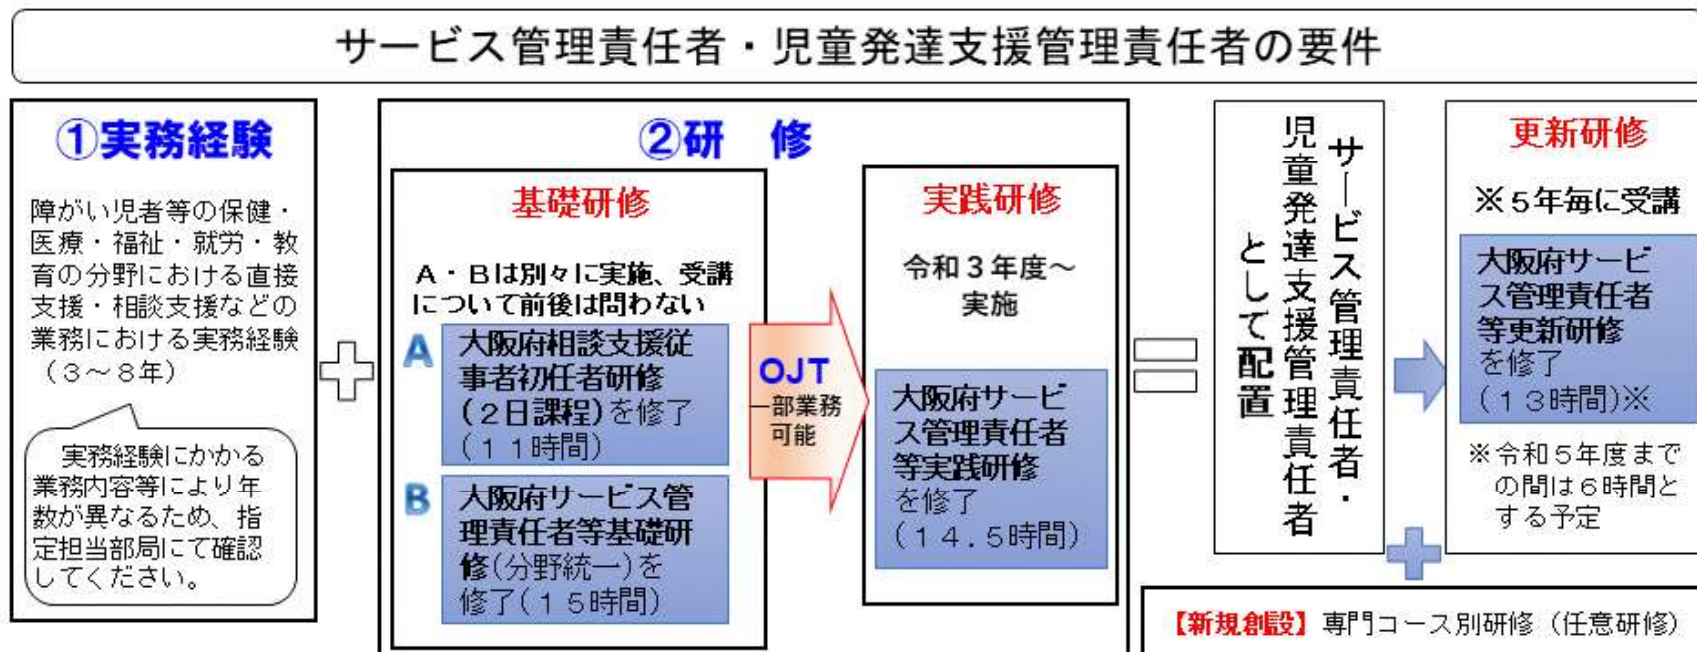 サービス管理責任者・児童発達支援管理責任者の要件
①実務経験
障がい児者等の保健・
医療・福祉・就労・教
育の分野における直接
支援・相談支援などの
業務における実務経験
（３～８年）
実務経験にかかる
業務内容等により年
数が異なるため、指
定担当部局にて確認
してください。
②研　修
基礎研修
Ａ・Ｂは別々に実施、受講
について前後は問わない
A
大阪府相談支援従
事者初任者研修
(２日課程)を修了
(１１時間)
B
大阪府サービス管
理責任者等基礎研
修(分野統一)を
修了(１５時間)
OJT
一部業務
可能
実践研修
令和３年度～
実施
大阪府サービ
ス管理責任者
等実践研修
を修了
(１４.５時間)
サービス管理責任者・
児童発達支援管理責任者
として配置
更新研修
※５年毎に受講
大阪府サービ
ス管理責任者
等更新研修
を修了
(１３時間)※
※令和５年度まで
の間は６時間と
する予定
【新規創設】専門コース別研修（任意研修）